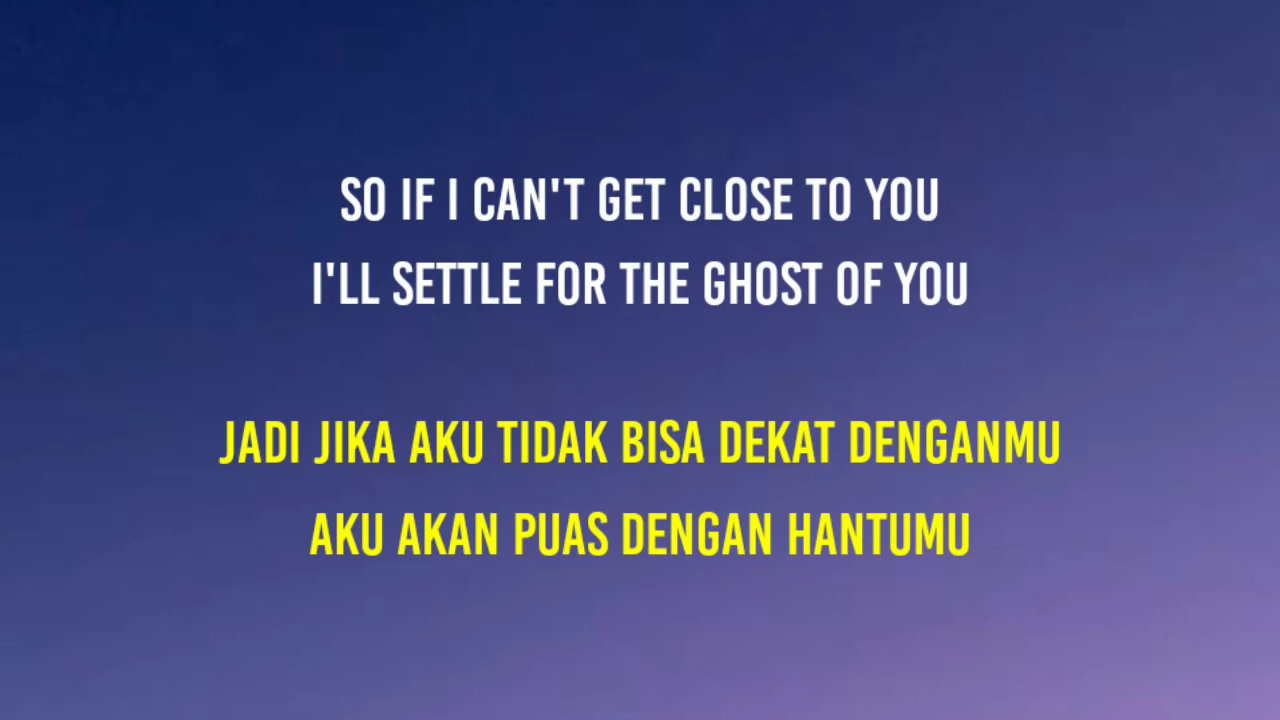 SO IF I CAN'T GET CLOSE TO YOU
I'LL SETTLE FOR THE GHOST OF YOU
JADI JIKA AKU TIDAK BISA DEKAT DENGANMU
AKU AKAN PUAS DENGAN HANTUMU